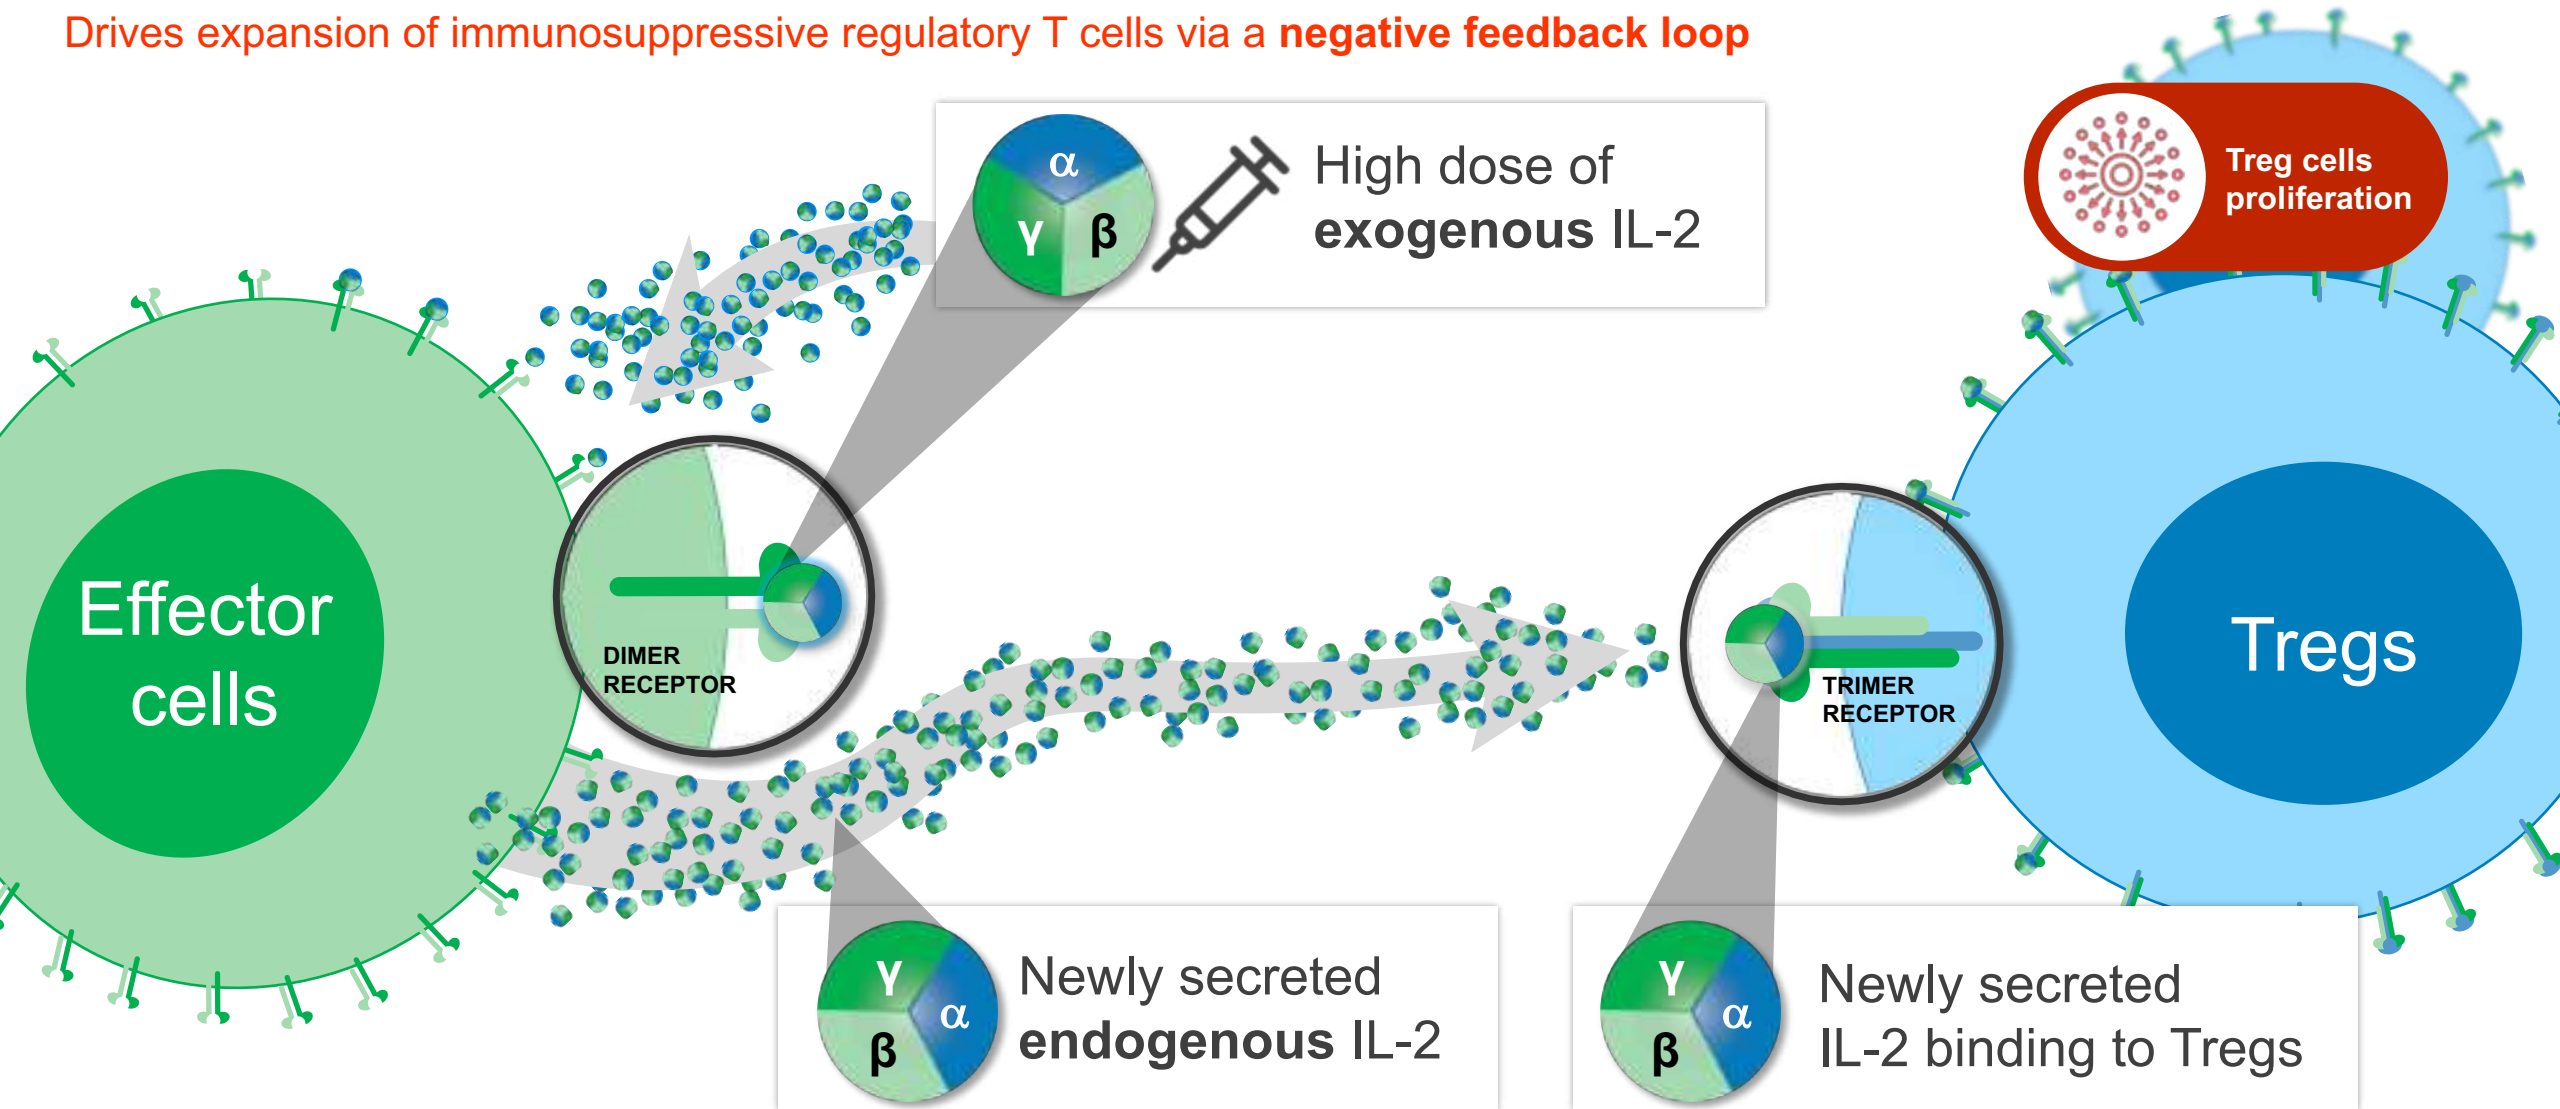 Drives expansion of immunosuppressive regulatory T cells via a negative feedback loop
α
γ β
High dose of
exogenous IL-2
Treg cells
proliferation
Effector
cells
DIMER
RECEPTOR
TRIMER
RECEPTOR
Tregs
γ
α
β
Newly secreted
endogenous IL-2
γ
α
β
Newly secreted
IL-2 binding to Tregs